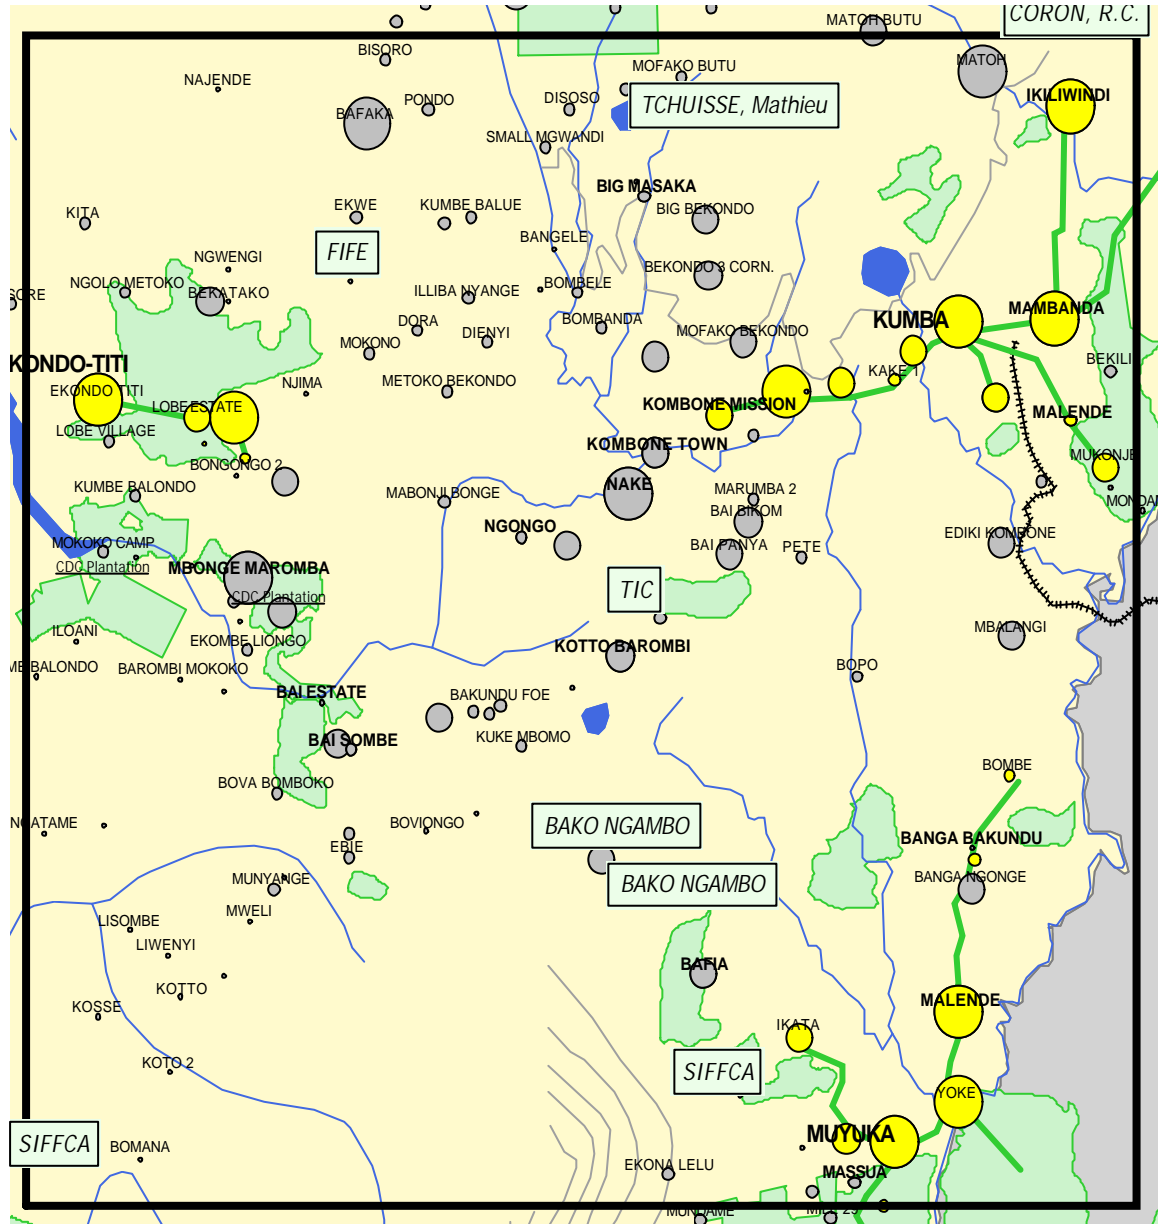 CORON, R.C.
MATOH BUTU
BISORO
MATOH
MOFAKO BUTU
NAJENDE
IKILIWINDI
PONDO
DISOSO
TCHUISSE, Mathieu
BAFAKA
SMALL MGWANDI
BIG MASAKA
EKWE
KUMBE BALUE
BIG BEKONDO
KITA
BANGELE
FIFE
NGWENGI
BEKONDO 3 CORN.
NGOLO METOKO
BEKATAKO
ILLIBA NYANGE
BOMBELE
SORE
MAMBANDA
DORA
BOMBANDA
MOFAKO BEKONDO
KUMBA
DIENYI
MOKONO
BEKILI
KONDO-TITI
KAKE 1
EKONDO TITI
NJIMA
METOKO BEKONDO
LOBE ESTATE
KOMBONE MISSION
MALENDE
LOBE VILLAGE
KOMBONE TOWN
BONGONGO 2
MUKONJE
KUMBE BALONDO
MABONJI BONGE
NAKE
MARUMBA 2
BAI BIKOM
NGONGO
EDIKI KOMBONE
MOKOKO CAMP
BAI PANYA
PETE
CDC Plantation
MBONGE MAROMBA
CDC Plantation
TIC
ILOANI
EKOMBE LIONGO
KOTTO BAROMBI
MBALANGI
ME BALONDO
BAROMBI MOKOKO
BOPO
BAI ESTATE
BAKUNDU FOE
BAI SOMBE
KUKE MBOMO
BOVA BOMBOKO
BOMBE
NGATAME
BOVIONGO
BAKO NGAMBO
BANGA BAKUNDU
EBIE
BANGA NGONGE
MUNYANGE
BAKO NGAMBO
MWELI
LISOMBE
LIWENYI
BAFIA
KOTTO
MALENDE
KOSSE
IKATA
KOTO 2
SIFFCA
YOKE
SIFFCA
BOMANA
MUYUKA
EKONA LELU
MASSUA
MUNDAME
MILE 29